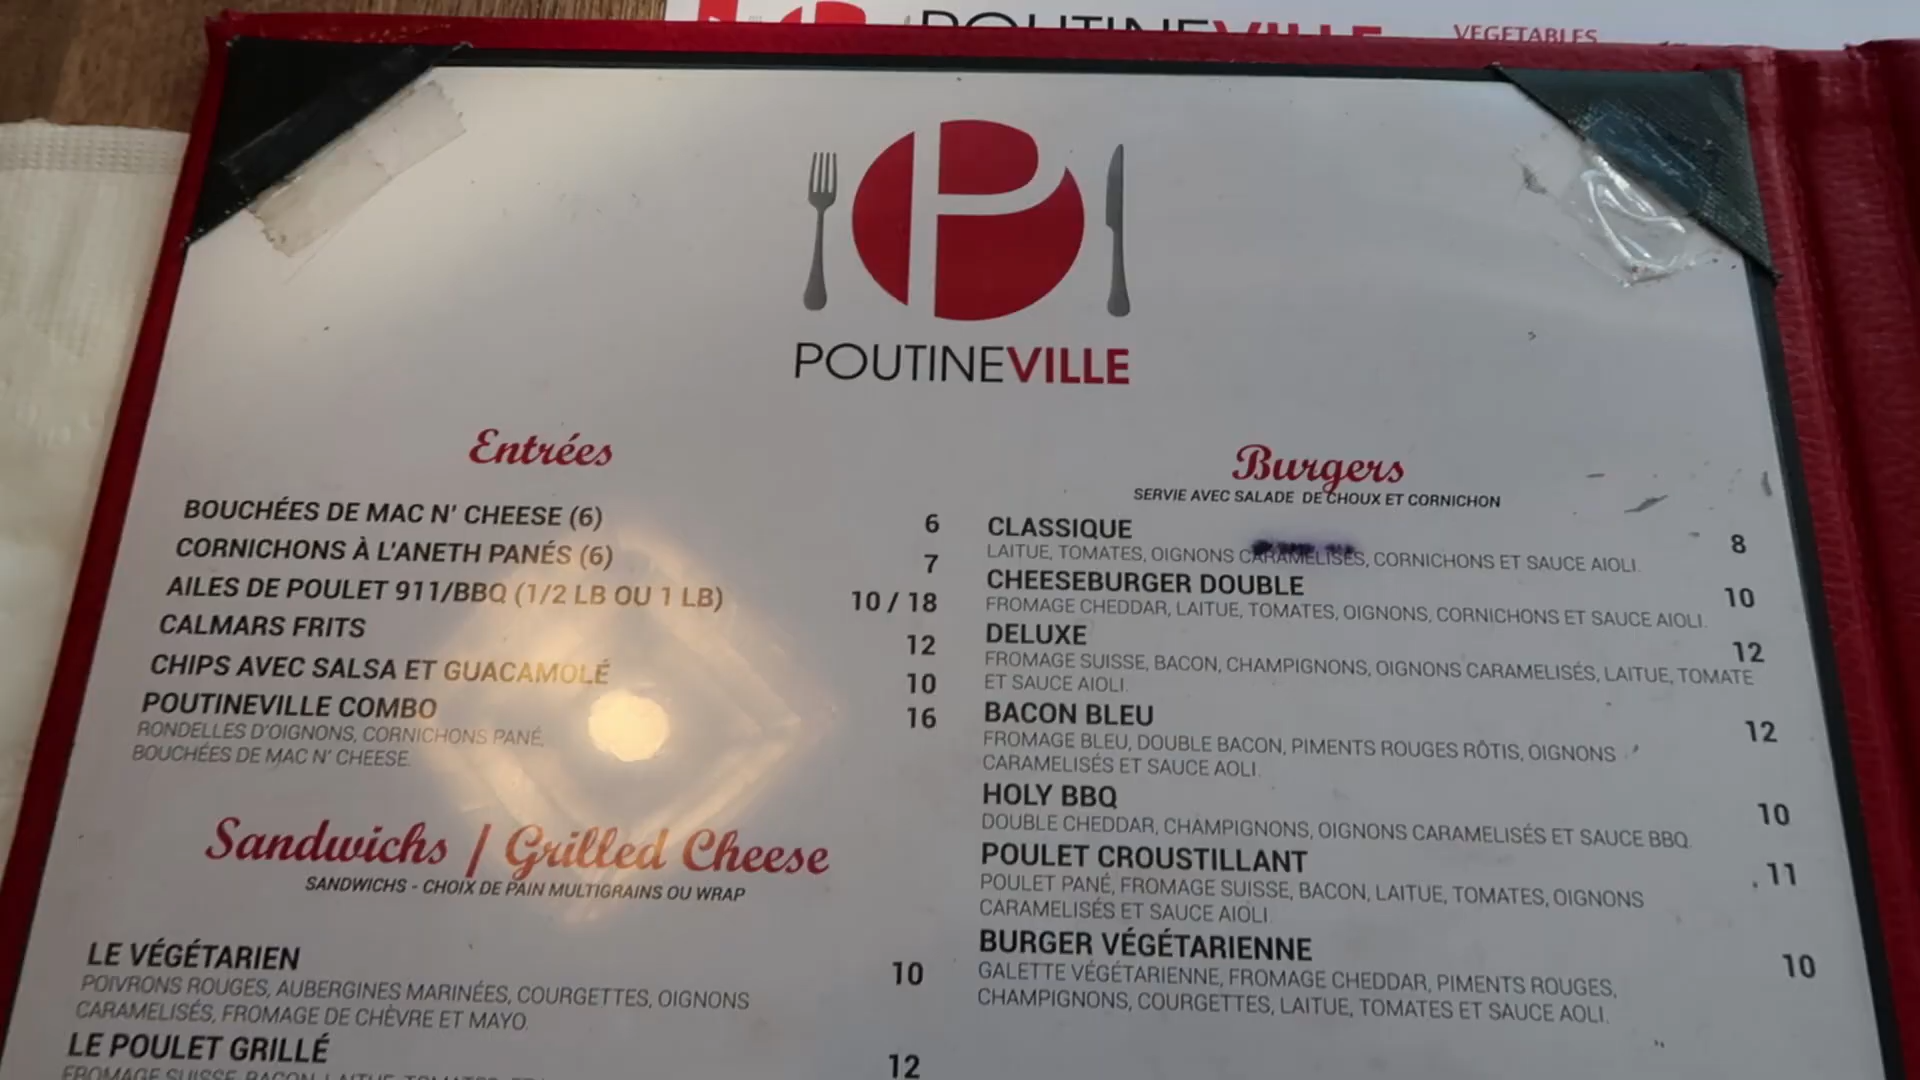 POUTINEVILLE
VEGETABLES
POUTINEVILLE
Entrées
BOUCHÉES DE MAC N' CHEESE (6) 6
CORNICHONS À L'ANETH PANÉS (6) 7
AILES DE POULET 911/BBQ (1/2 LB OU 1 LB) 10 / 18
CALMARS FRITS 12
CHIPS AVEC SALSA ET GUACAMOLÉ 10
POUTINEVILLE COMBO 16
RONDELLES D'OIGNONS, CORNICHONS PANÉ,
BOUCHÉES DE MAC N' CHEESE.
Sandwichs / Grilled Cheese
SANDWICHS - CHOIX DE PAIN MULTIGRAINS OU WRAP
LE VÉGÉTARIEN 10
POIVRONS ROUGES, AUBERGINES MARINÉES, COURGETTES, OIGNONS
CARAMELISÉS, FROMAGE DE CHÈVRE ET MAYO.
LE POULET GRILLÉ 12
FROMAGE SUISSE, BACON, LAITUE, TOMATES,
Burgers
SERVIE AVEC SALADE DE CHOUX ET CORNICHON
CLASSIQUE 8
LAITUE, TOMATES, OIGNONS CARAMELISÉS, CORNICHONS ET SAUCE AIOLI.
CHEESEBURGER DOUBLE 10
FROMAGE CHEDDAR, LAITUE, TOMATES, OIGNONS, CORNICHONS ET SAUCE AIOLI.
DELUXE 12
FROMAGE SUISSE, BACON, CHAMPIGNONS, OIGNONS CARAMELISÉS, LAITUE, TOMATE
ET SAUCE AIOLI.
BACON BLEU 12
FROMAGE BLEU, DOUBLE BACON, PIMENTS ROUGES RÔTIS, OIGNONS
CARAMELISÉS ET SAUCE AOLI.
HOLY BBQ 10
DOUBLE CHEDDAR, CHAMPIGNONS, OIGNONS CARAMELISÉS ET SAUCE BBQ.
POULET CROUSTILLANT 11
POULET PANÉ, FROMAGE SUISSE, BACON, LAITUE, TOMATES, OIGNONS
CARAMELISÉS ET SAUCE AIOLI.
BURGER VÉGÉTARIENNE 10
GALETTE VÉGÉTARIENNE, FROMAGE CHEDDAR, PIMENTS ROUGES,
CHAMPIGNONS, COURGETTES, LAITUE, TOMATES ET SAUCE AOLI.